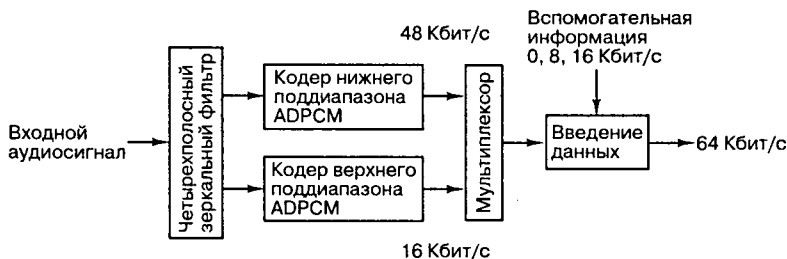 48 Кбит/с
Вспомогательная
информация
0, 8, 16 Кбит/с
Входной
аудиосигнал
Четырехполосный
зеркальный фильтр
Кодер нижнего
поддиапазона
ADPCM
Кодер верхнего
поддиапазона
ADPCM
Мультиплексор
Введение
данных
64 Кбит/с
16 Кбит/с